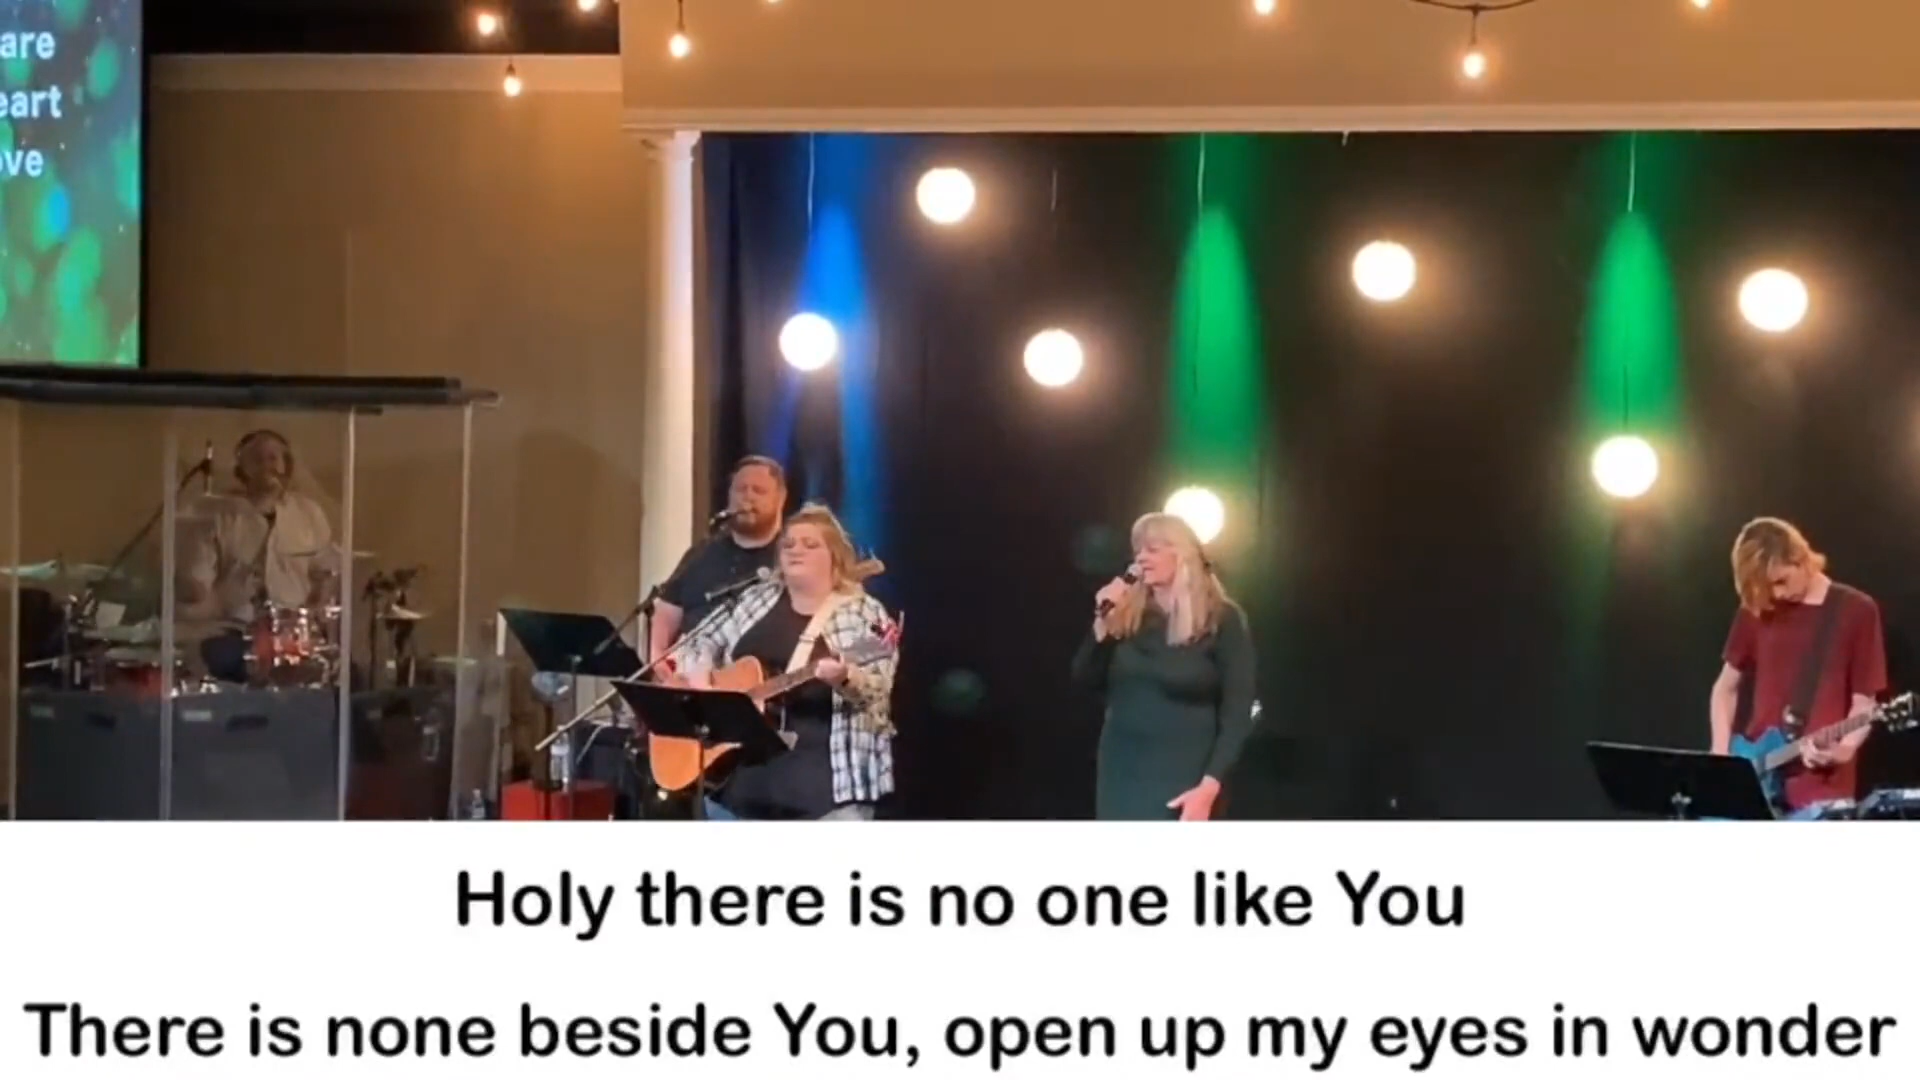 are
eart
ove
Holy there is no one like You
There is none beside You, open up my eyes in wonder